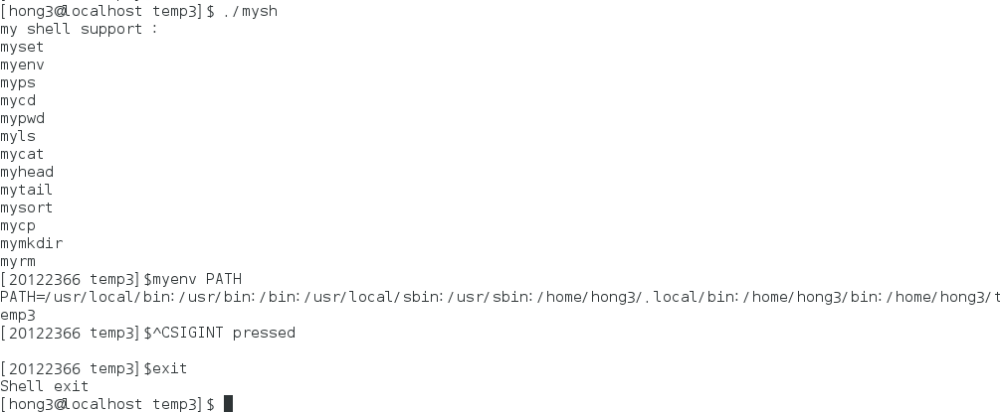 [hong3@localhost temp3]$ ./mysh
my shell support :
myset
myenv
myps
mycd
mypwd
myls
mycat
myhead
mytail
mysort
mycp
mymkdir
myrm
[20122366 temp3]$myenv PATH
PATH=/usr/local/bin:/usr/bin:/bin:/usr/local/sbin:/usr/sbin:/home/hong3/.local/bin:/home/hong3/bin:/home/hong3/t
emp3
[20122366 temp3]$^CSIGINT pressed
[20122366 temp3]$exit
Shell exit
[hong3@localhost temp3]$